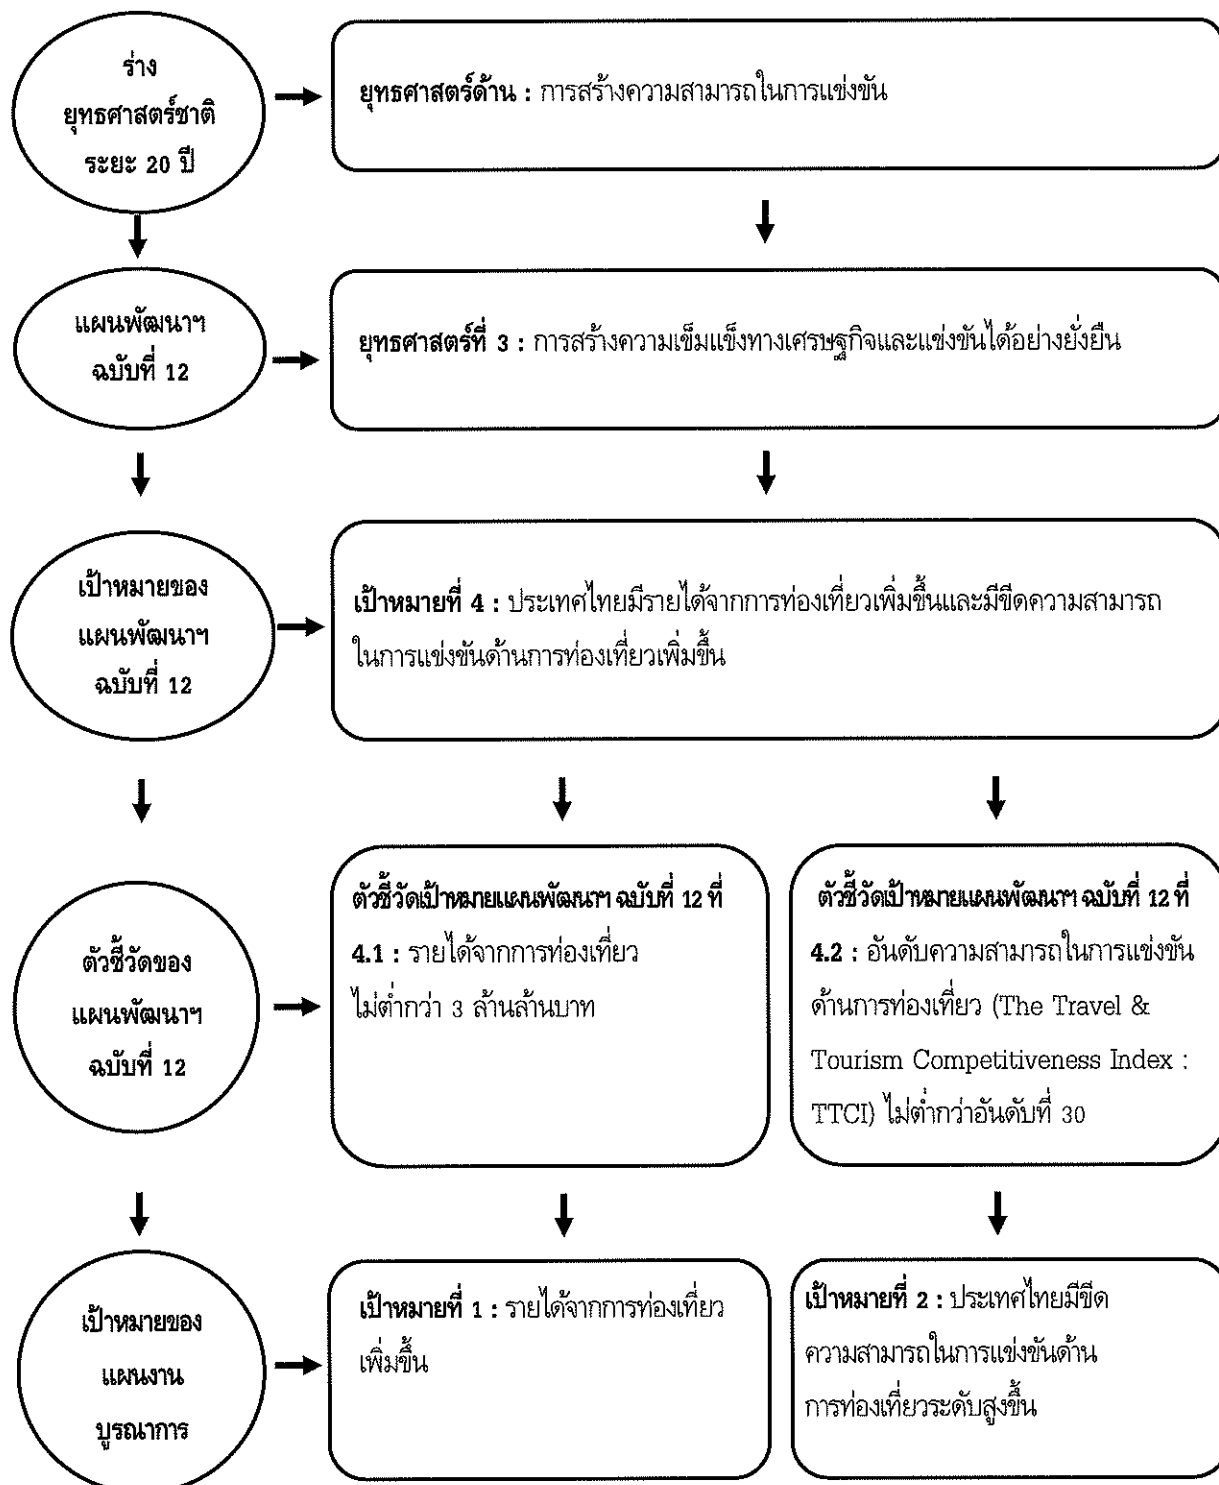 ร่าง
ยุทธศาสตร์ชาติ
ระยะ 20 ปี
ยุทธศาสตร์ด้าน : การสร้างความสามารถในการแข่งขัน
แผนพัฒนาฯ
ฉบับที่ 12
ยุทธศาสตร์ที่ 3 : การสร้างความเข็มแข็งทางเศรษฐกิจและแข่งขันได้อย่างยั่งยืน
เป้าหมายของ
แผนพัฒนาฯ
ฉบับที่ 12
เป้าหมายที่ 4 : ประเทศไทยมีรายได้จากการท่องเที่ยวเพิ่มขึ้นและมีขีดความสามารถ
ในการแข่งขันด้านการท่องเที่ยวเพิ่มขึ้น
ตัวชี้วัดของ
แผนพัฒนาฯ
ฉบับที่ 12
ตัวชี้วัดเป้าหมายแผนพัฒนาฯ ฉบับที่ 12 ที่
4.1 : รายได้จากการท่องเที่ยว
ไม่ต่ำกว่า 3 ล้านล้านบาท
ตัวชี้วัดเป้าหมายแผนพัฒนาฯ ฉบับที่ 12 ที่
4.2 : อันดับความสามารถในการแข่งขัน
ด้านการท่องเที่ยว (The Travel &
Tourism Competitiveness Index :
TTCI) ไม่ต่ำกว่าอันดับที่ 30
เป้าหมายของ
แผนงาน
บูรณาการ
เป้าหมายที่ 1 : รายได้จากการท่องเที่ยว
เพิ่มขึ้น
เป้าหมายที่ 2 : ประเทศไทยมีขีด
ความสามารถในการแข่งขันด้าน
การท่องเที่ยวระดับสูงขึ้น